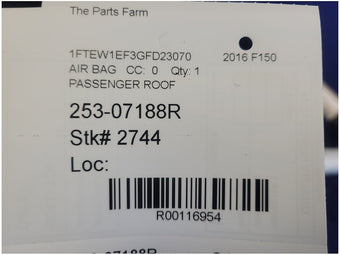 The Parts Farm
1FTEW1EF3GFD23070 2016 F150
AIR BAG CC: 0 Qty: 1
PASSENGER ROOF
253-07188R
Stk# 2744
Loc:
R00116954